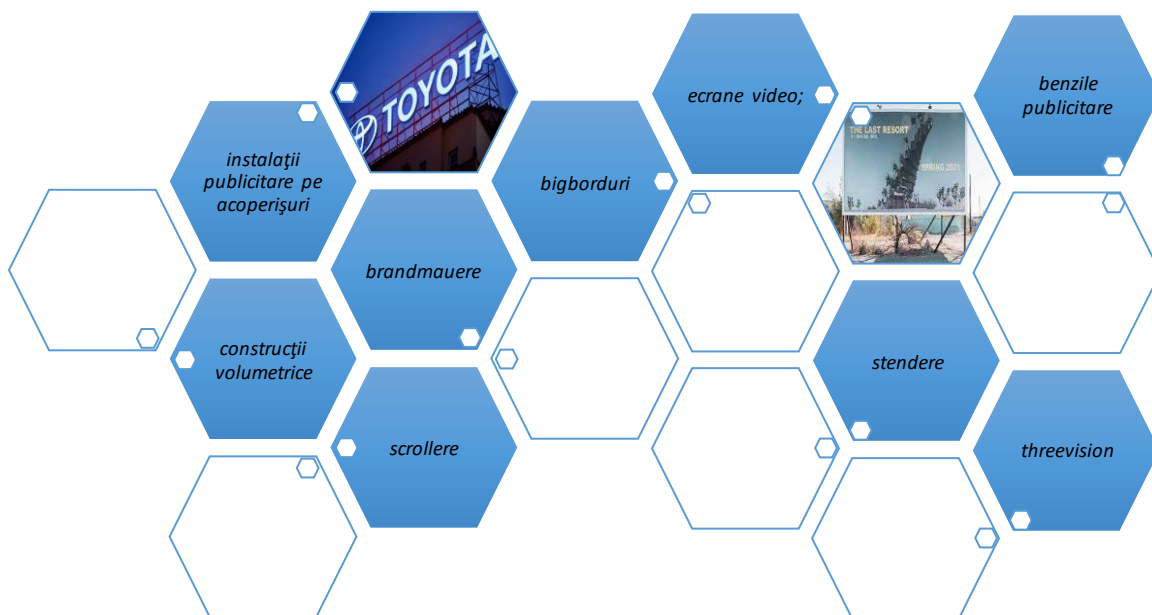 TOYOTA
instalaţii
publicitare pe
acoperişuri
brandmauere
construcţii
volumetrice
scrollere
bigborduri
ecrane video;
THE LAST RESORT
SPRING 2021
stendere
benzile
publicitare
threevision